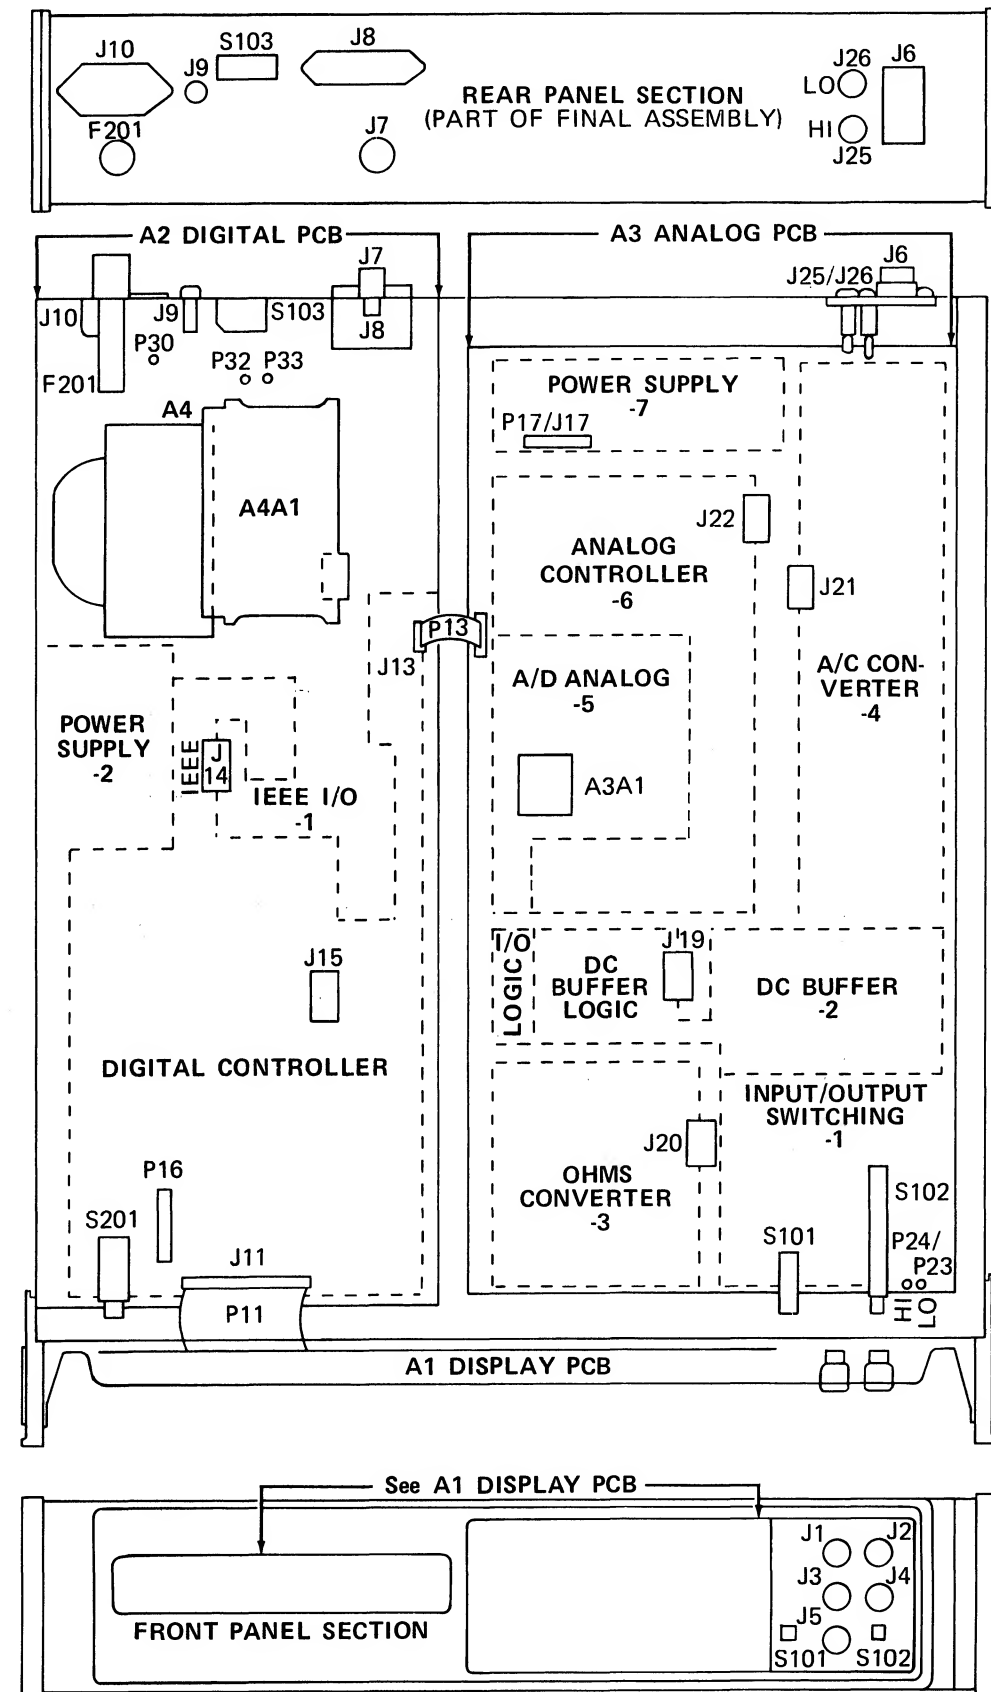 J10
S103
J8
J9
J26
J6
LO
REAR PANEL SECTION
(PART OF FINAL ASSEMBLY)
F201
J7
HI
J25
A2 DIGITAL PCB
A3 ANALOG PCB
J7
J6
J25/J26
J10
J9
S103
J8
P30
P32
P33
F201
A4
A4A1
POWER SUPPLY
-7
P17/J17
J22
ANALOG
CONTROLLER
-6
J21
P13
J13
A/D ANALOG
-5
A/C CON-
VERTER
-4
POWER
SUPPLY
-2
IEEE
J
14
IEEE I/O
-1
A3A1
I/O
LOGIC
DC
BUFFER
LOGIC
J19
DC BUFFER
-2
J15
DIGITAL CONTROLLER
INPUT/OUTPUT
SWITCHING
-1
J20
OHMS
CONVERTER
-3
P16
S201
J11
P11
S102
S101
P24/
P23
HI
LO
A1 DISPLAY PCB
See A1 DISPLAY PCB
J1
J2
J3
J4
J5
FRONT PANEL SECTION
S101
S102